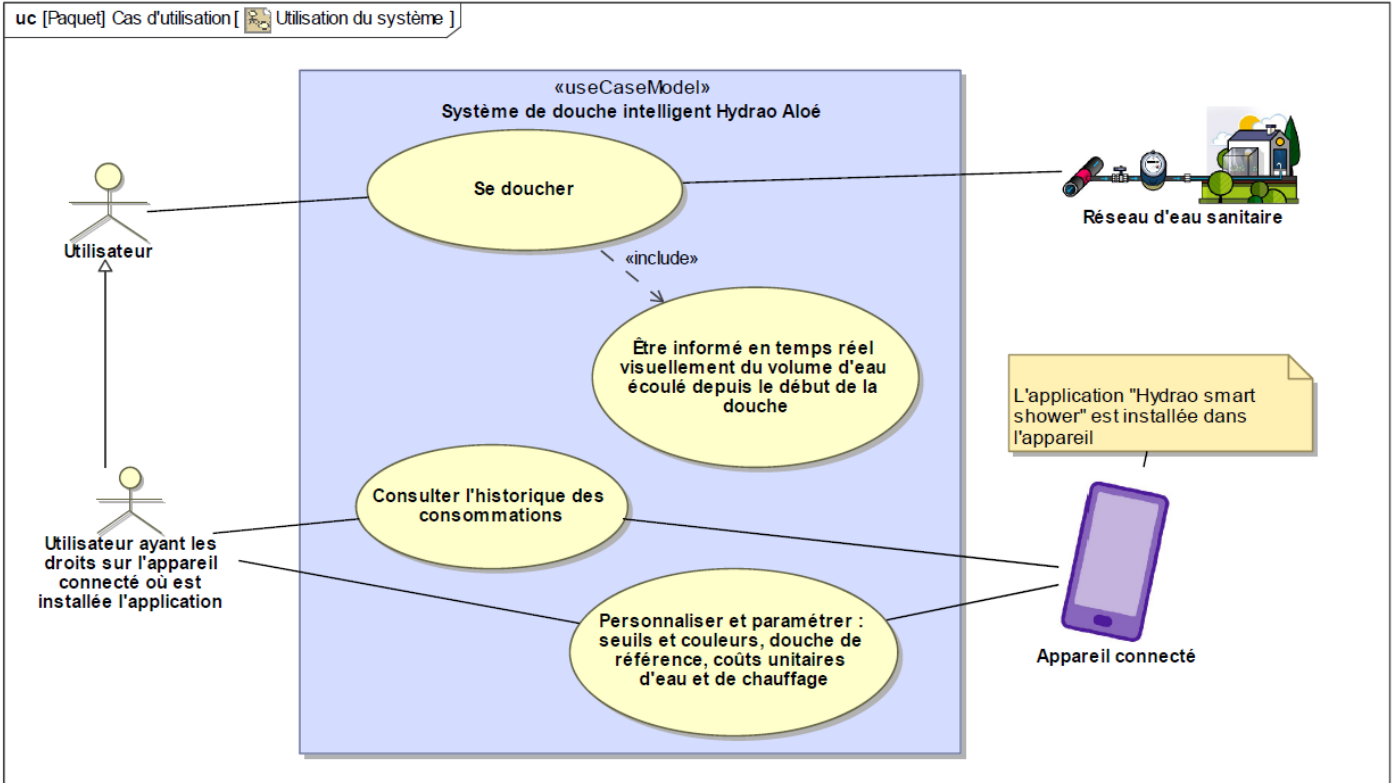 uc [Paquet] Cas d'utilisation [ Utilisation du système ]
«useCaseModel»
Système de douche intelligent Hydrao Aloé
Se doucher
Utilisateur
Réseau d'eau sanitaire
«include»
Être informé en temps réel
visuellement du volume d'eau
écoulé depuis le début de la
douche
L'application "Hydrao smart
shower" est installée dans
l'appareil
Consulter l'historique des
consommations
Utilisateur ayant les
droits sur l'appareil
connecté où est
installée l'application
Personnaliser et paramétrer :
seuils et couleurs, douche de
référence, coûts unitaires
d'eau et de chauffage
Appareil connecté